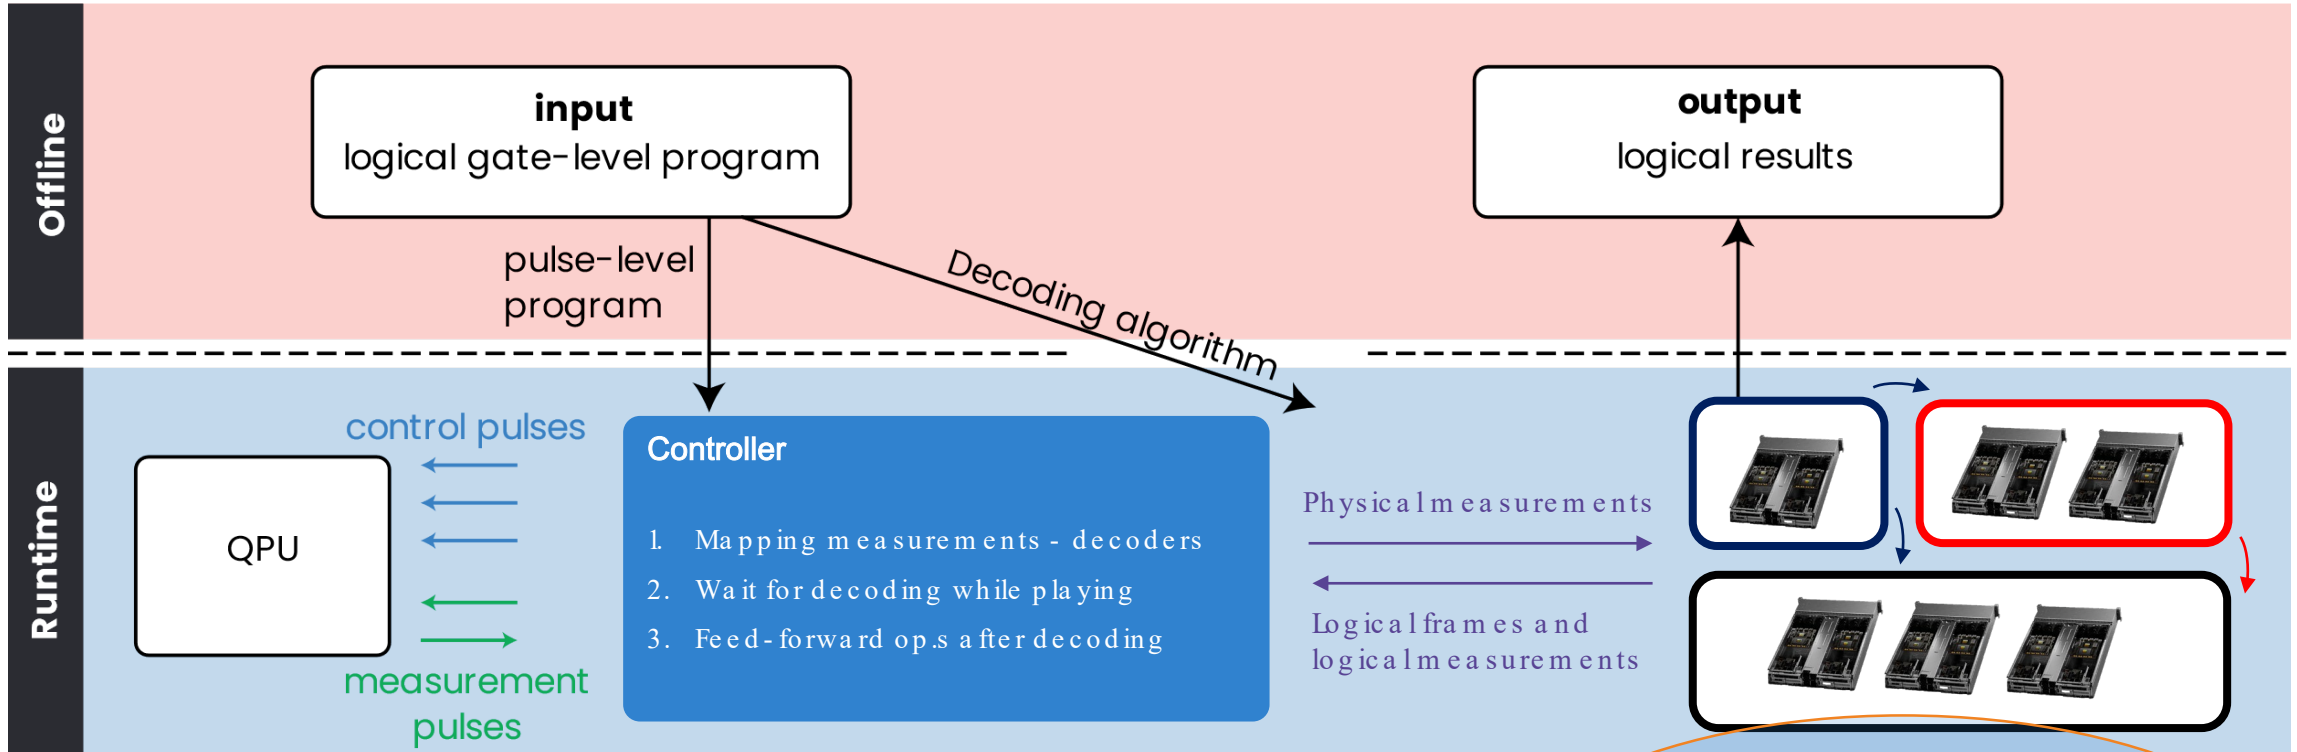 Offline
input
logical gate-level program
output
logical results
pulse-level
program
Decoding algorithm
Runtime
control pulses
QPU
measurement
pulses
Controller
1. Mapping measurements - decoders
2. Wait for decoding while playing
3. Feed-forward op.s after decoding
Physical measurements
Logical frames and
logical measurements